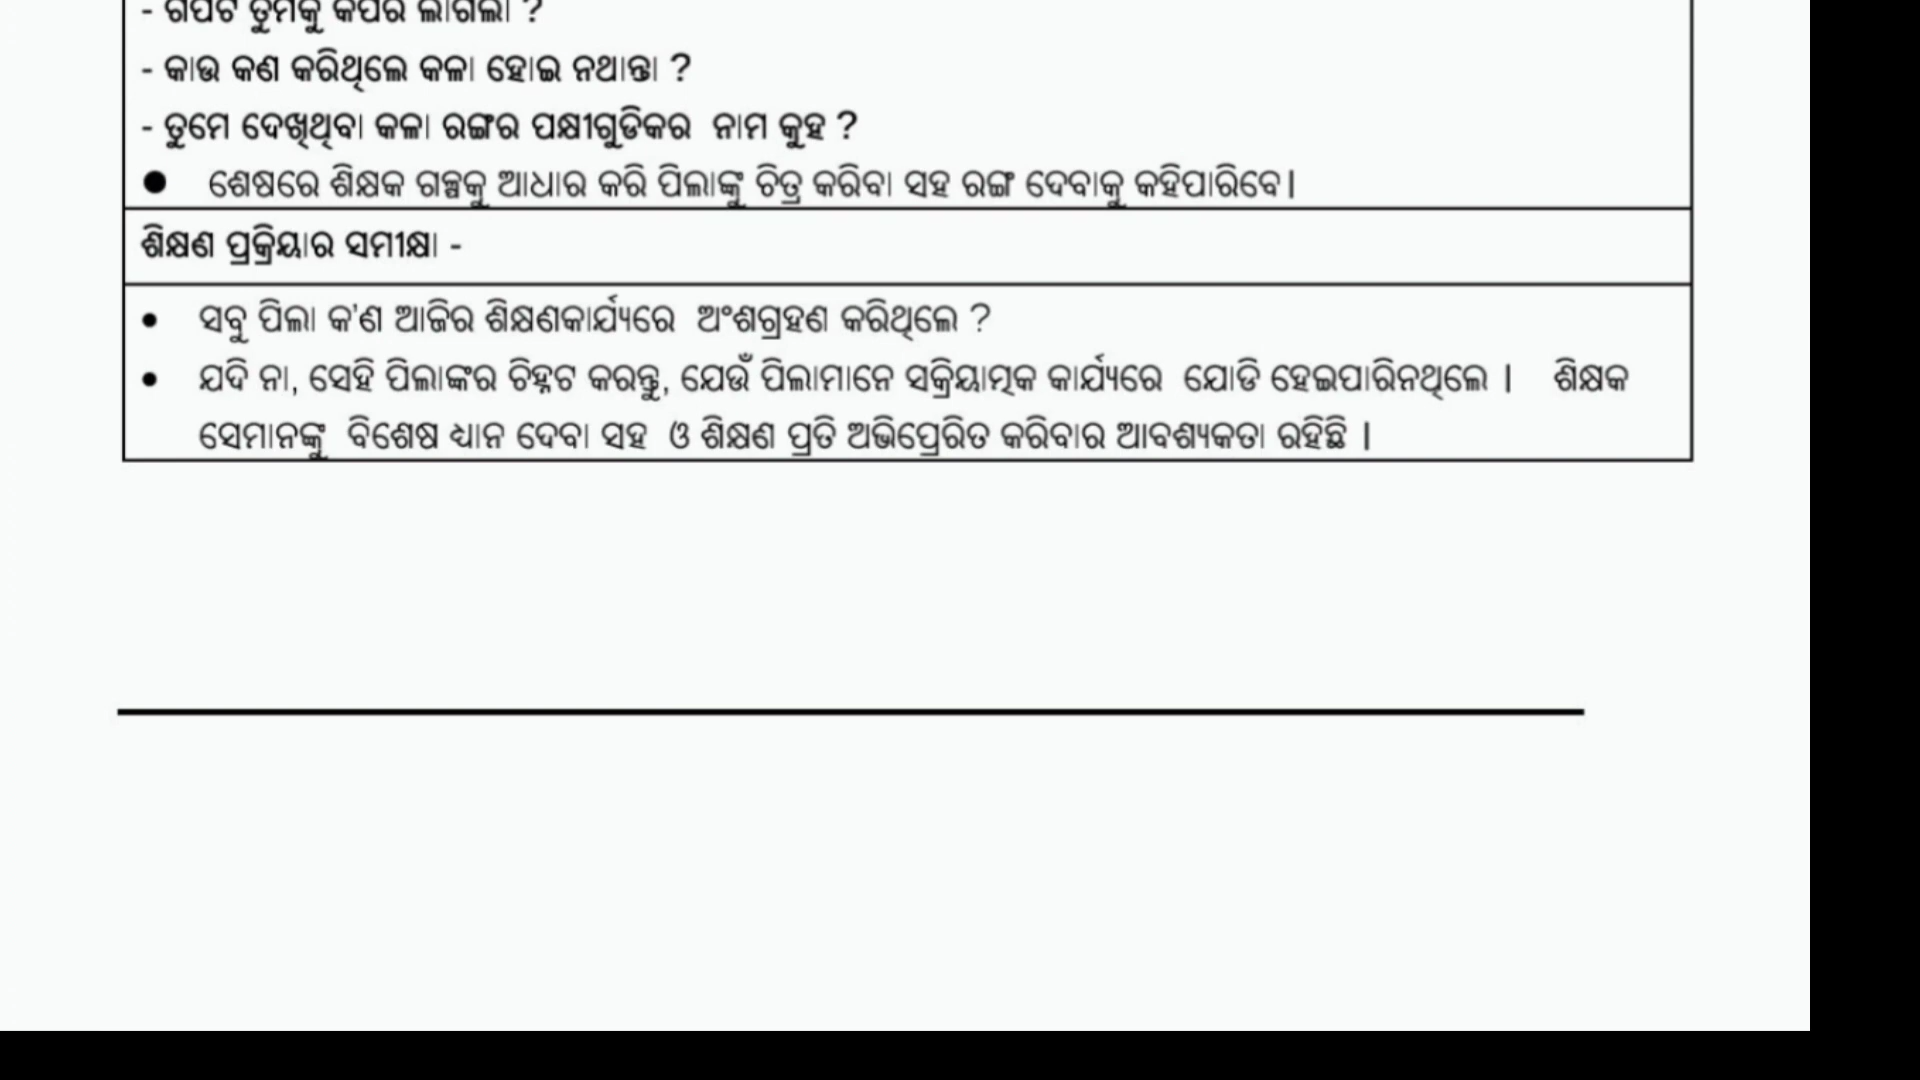 - ଗପଟି ତୁମକୁ କିପରି ଲାଗିଲା ?
- କାଉ କଣ କରିଥିଲେ କଳା ହୋଇ ନଥାନ୍ତା ?
- ତୁମେ ଦେଖିଥିବା କଳା ରଙ୍ଗର ପକ୍ଷୀଗୁଡିକର ନାମ କୁହ ?
● ଶେଷରେ ଶିକ୍ଷକ ଗଳ୍ପକୁ ଆଧାର କରି ପିଲାଙ୍କୁ ଚିତ୍ର କରିବା ସହ ରଙ୍ଗ ଦେବାକୁ କହିପାରିବେ।
ଶିକ୍ଷଣ ପ୍ରକ୍ରିୟାର ସମୀକ୍ଷା -
• ସବୁ ପିଲା କ'ଣ ଆଜିର ଶିକ୍ଷଣକାର୍ଯ୍ୟରେ ଅଂଶଗ୍ରହଣ କରିଥିଲେ ?
• ଯଦି ନା, ସେହି ପିଲାଙ୍କର ଚିହ୍ନଟ କରନ୍ତୁ, ଯେଉଁ ପିଲାମାନେ ସକ୍ରିୟାତ୍ମକ କାର୍ଯ୍ୟରେ ଯୋଡି ହେଇପାରିନଥିଲେ । ଶିକ୍ଷକ
ସେମାନଙ୍କୁ ବିଶେଷ ଧ୍ୟାନ ଦେବା ସହ ଓ ଶିକ୍ଷଣ ପ୍ରତି ଅଭିପ୍ରେରିତ କରିବାର ଆବଶ୍ୟକତା ରହିଛି ।